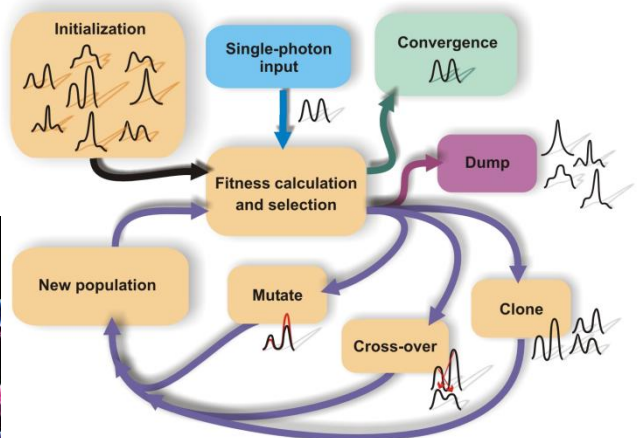 Initialization
Single-photon
input
Convergence
Dump
Fitness calculation
and selection
New population
Mutate
Cross-over
Clone